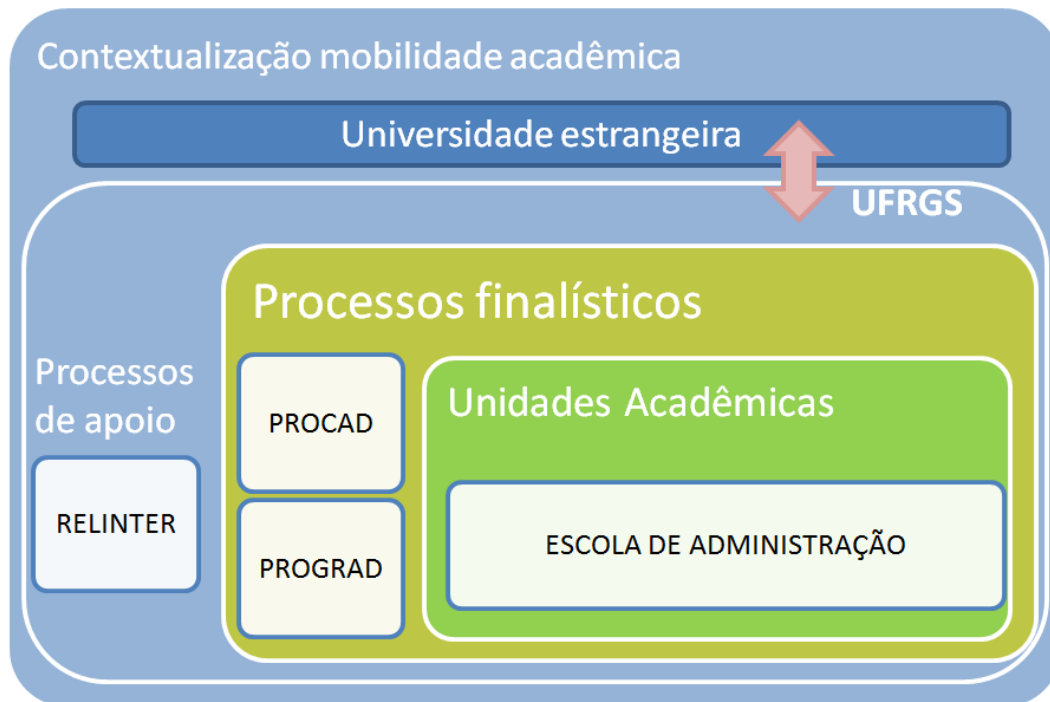 Contextualização mobilidade acadêmica
Universidade estrangeira
UFRGS
Processos finalísticos
Processos
de apoio
RELINTER
PROCAD
PROGRAD
Unidades Acadêmicas
ESCOLA DE ADMINISTRAÇÃO